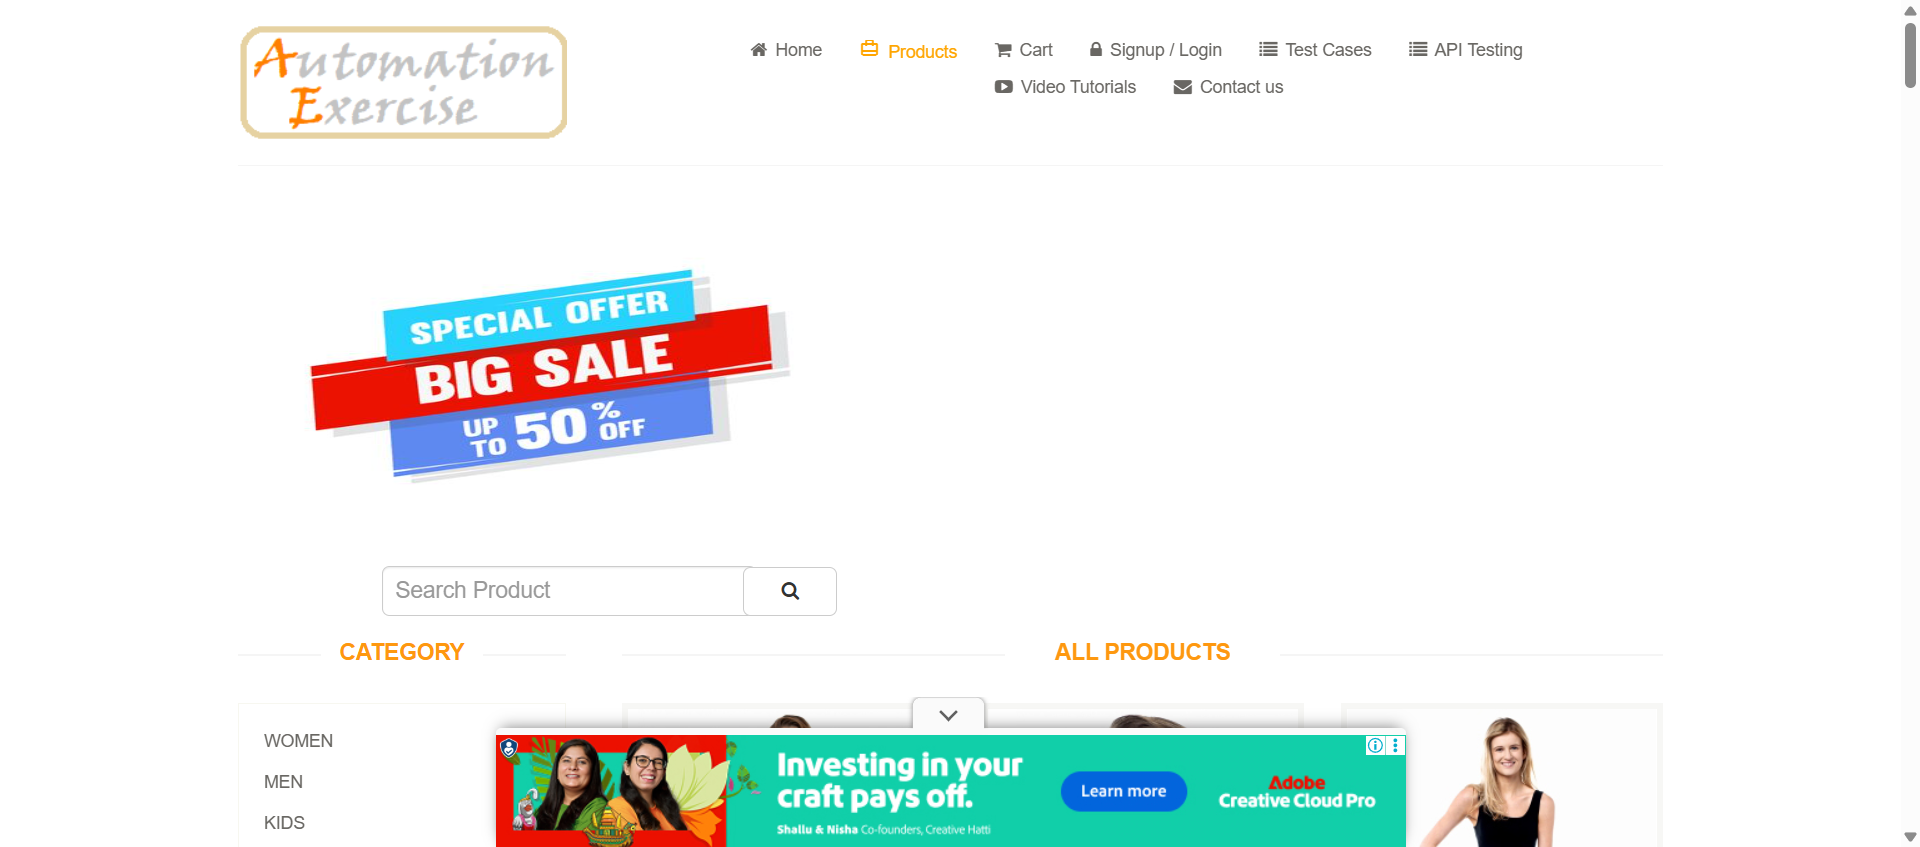 Automation
Exercise
Home
Products
Cart
Signup / Login
Test Cases
API Testing
Video Tutorials
Contact us
SPECIAL OFFER
BIG SALE
UP TO 50% OFF
Search Product
CATEGORY
ALL PRODUCTS
WOMEN
MEN
KIDS
Investing in your
craft pays off.
Shallu & Nisha Co-founders, Creative Hatti
Learn more
Adobe
Creative Cloud Pro